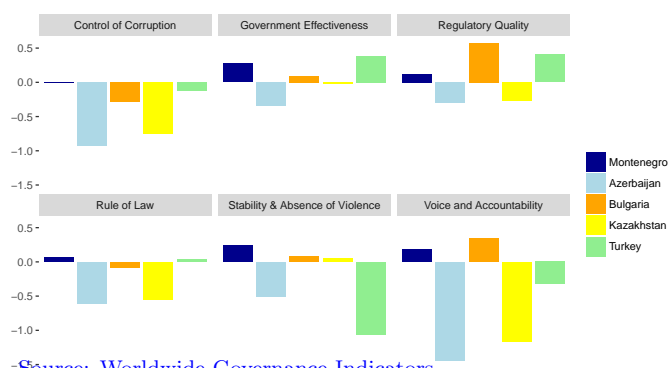 Control of Corruption Government Effectiveness Regulatory Quality
0.5
0.0
−0.5
−1.0
−1.5
Rule of Law Stability & Absence of Violence Voice and Accountability
0.5
0.0
−0.5
−1.0
−1.5
Montenegro
Azerbaijan
Bulgaria
Kazakhstan
Turkey
Source: Worldwide Governance Indicators